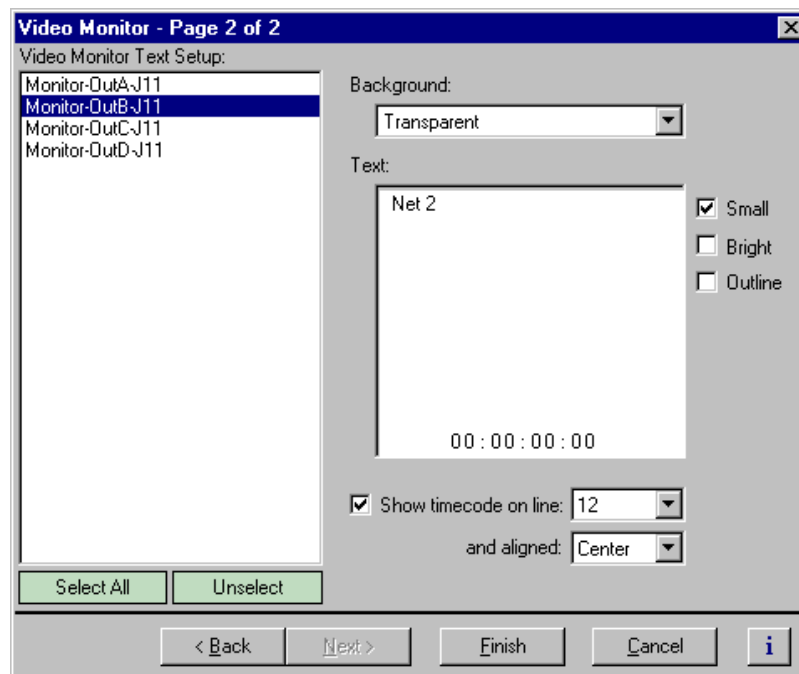 Video Monitor - Page 2 of 2
Video Monitor Text Setup:
Monitor-OutA-J11
Monitor-OutB-J11
Monitor-OutC-J11
Monitor-OutD-J11
Select All
Unselect
Background:
Transparent
Text:
Net 2
00:00:00:00
Small
Bright
Outline
Show timecode on line: 12
and aligned: Center
< Back
Next >
Finish
Cancel
i